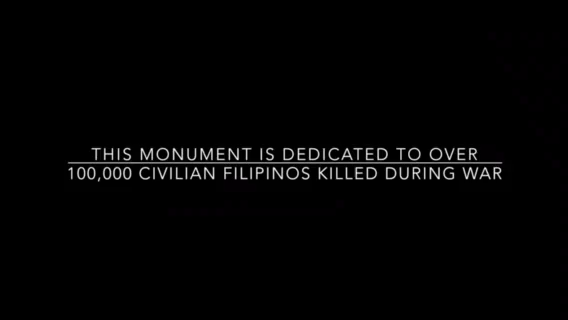 THIS MONUMENT IS DEDICATED TO OVER
100,000 CIVILIAN FILIPINOS KILLED DURING WAR